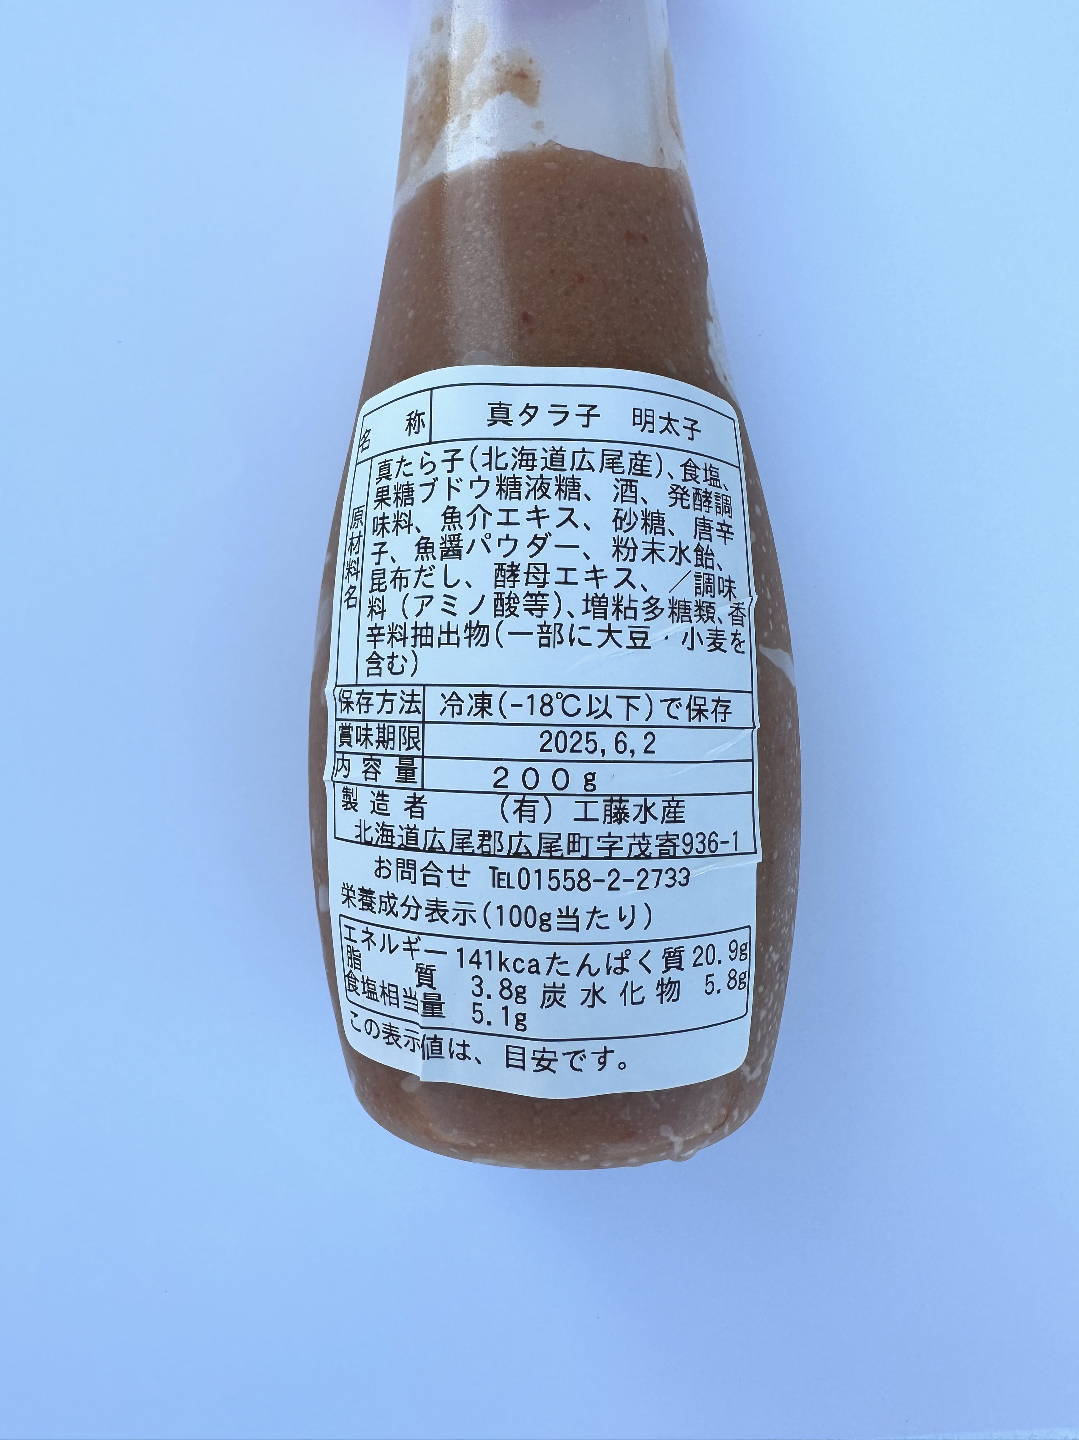 名 称 真タラ子 明太子
原材料名
真たら子(北海道広尾産)、食塩、
果糖ブドウ糖液糖、酒、発酵調
味料、魚介エキス、砂糖、唐辛
子、魚醤パウダー、粉末水飴、
昆布だし、酵母エキス、／調味
料(アミノ酸等)、増粘多糖類、香
辛料抽出物(一部に大豆・小麦を
含む)
保存方法 冷凍(-18℃以下)で保存
賞味期限 2025,6,2
内容量 200g
製造者 (有)工藤水産
北海道広尾郡広尾町字茂寄936-1
お問合せ ℡01558-2-2733
栄養成分表示(100g当たり)
エネルギー 141kca たんぱく質 20.9g
脂質 3.8g 炭水化物 5.8g
食塩相当量 5.1g
この表示値は、目安です。